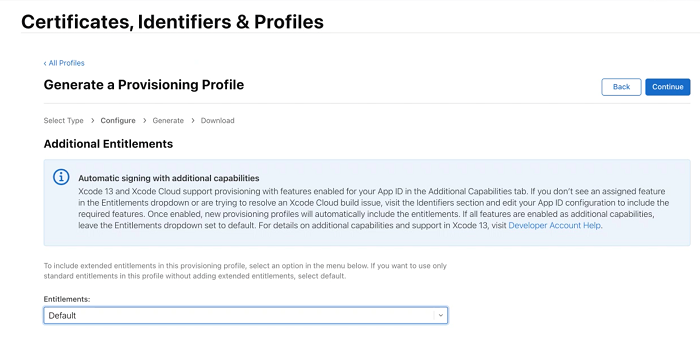 Certificates, Identifiers & Profiles
‹ All Profiles
Generate a Provisioning Profile
Back
Continue
Select Type > Configure > Generate > Download
Additional Entitlements
Automatic signing with additional capabilities
Xcode 13 and Xcode Cloud support provisioning with features enabled for your App ID in the Additional Capabilities tab. If you don't see an assigned feature
in the Entitlements dropdown or are trying to resolve an Xcode Cloud build issue, visit the Identifiers section and edit your App ID configuration to include the
required features. Once enabled, new provisioning profiles will automatically include the entitlements. If all features are enabled as additional capabilities,
leave the Entitlements dropdown set to default. For details on additional capabilities and support in Xcode 13, visit Developer Account Help.
To include extended entitlements in this provisioning profile, select an option in the menu below. If you want to use only
standard entitlements in this profile without adding extended entitlements, select default.
Entitlements:
Default